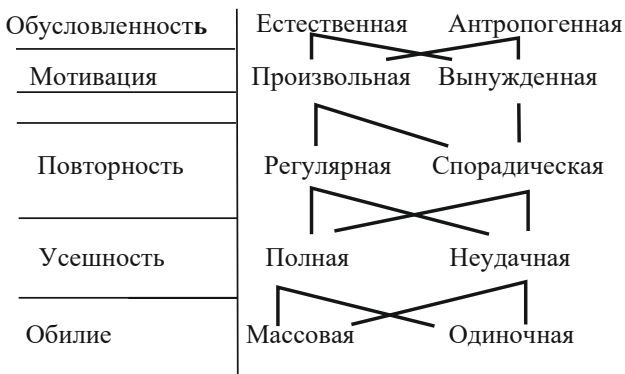 Обусловленность Естественная Антропогенная
Мотивация Произвольная Вынужденная
Повторность Регулярная Спорадическая
Усешность Полная Неудачная
Обилие Массовая Одиночная